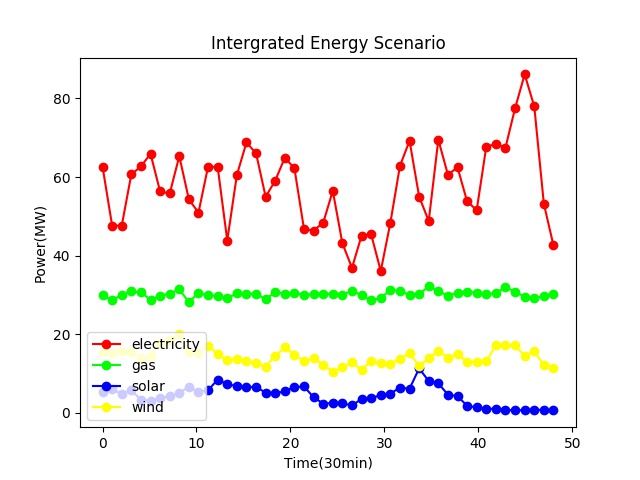 Intergrated Energy Scenario
Power(MW)
80
60
40
20
0
electricity
gas
solar
wind
0 10 20 30 40 50
Time(30min)